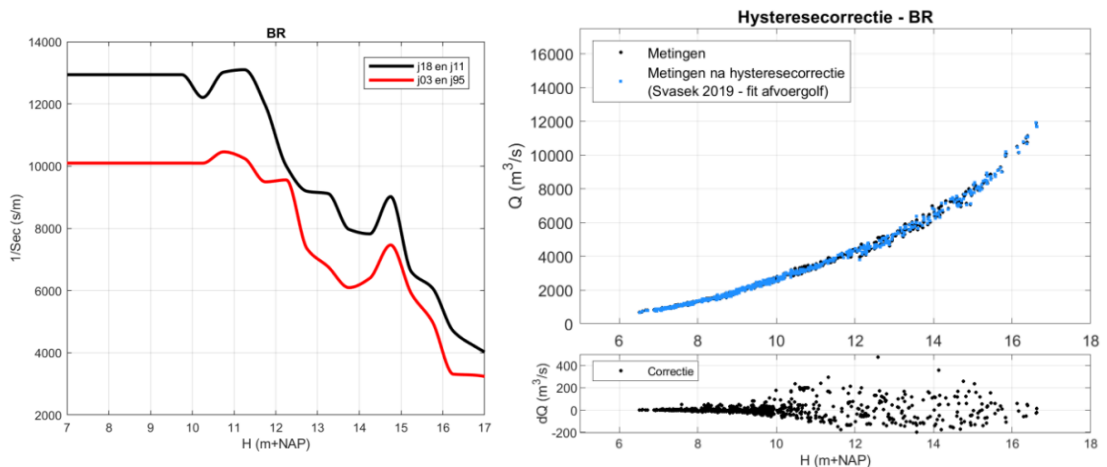 BR
14000
12000
10000
8000
6000
4000
2000
1/Sec (s/m)
j18 en j11
j03 en j95
7 8 9 10 11 12 13 14 15 16 17
H (m+NAP)
Hysteresecorrectie - BR
16000
14000
12000
10000
8000
6000
4000
2000
0
Q (m³/s)
Metingen
Metingen na hysteresecorrectie
(Svasek 2019 - fit afvoergolf)
6 8 10 12 14 16 18
400
200
0
-200
dQ (m³/s)
Correctie
6 8 10 12 14 16 18
H (m+NAP)